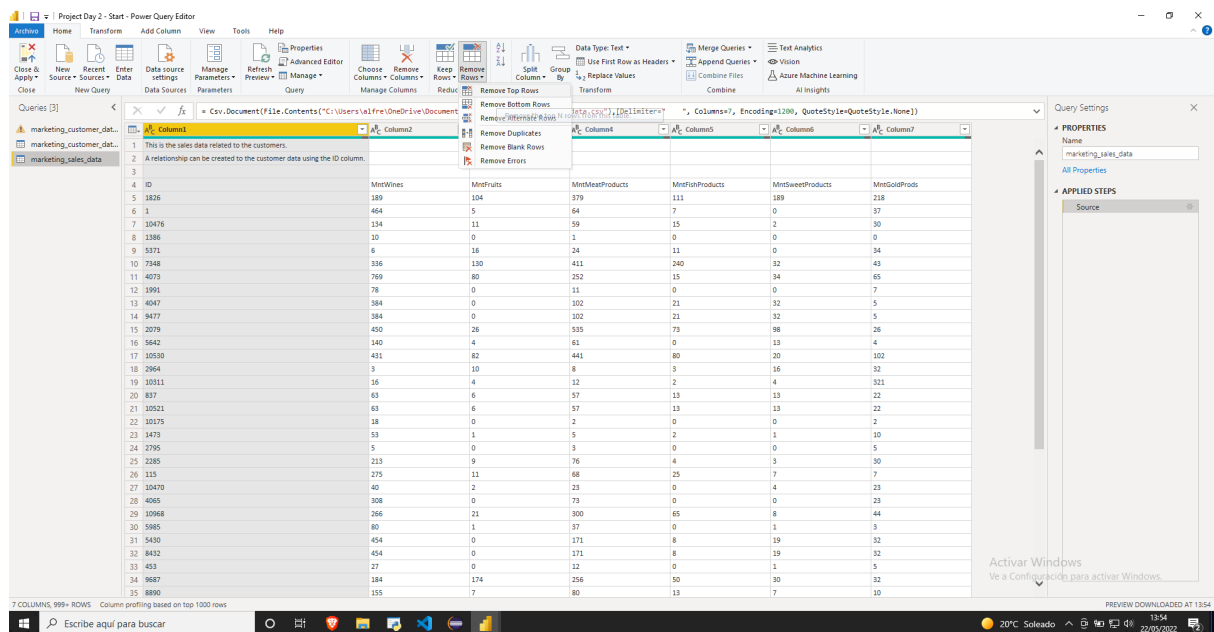 Project Day 2 - Start - Power Query Editor
Archivo Home Transform Add Column View Tools Help
Close & Apply
New Source
Recent Sources
Enter Data
Data source settings
Manage Parameters
Refresh Preview
Properties
Advanced Editor
Manage
Choose Columns
Remove Columns
Keep Rows
Remove Rows
Split Column
Group By
Data Type: Text
Use First Row as Headers
Replace Values
Merge Queries
Append Queries
Combine Files
Text Analytics
Vision
Azure Machine Learning
Close New Query Data Sources Parameters Query Manage Columns Reduc Transform Combine AI Insights
Remove Top Rows
Remove Bottom Rows
Remove Alternate Rows
Remove Duplicates
Remove Blank Rows
Remove Errors
Queries [3]
marketing_customer_dat...
marketing_customer_dat...
marketing_sales_data
= Csv.Document(File.Contents("C:\Users\alfre\OneDrive\Document data.csv"),[Delimiter=" ", Columns=7, Encoding=1200, QuoteStyle=QuoteStyle.None])
Column1 Column2 Column4 Column5 Column6 Column7
1 This is the sales data related to the customers.
2 A relationship can be created to the customer data using the ID column.
3
4 ID MntWines MntFruits MntMeatProducts MntFishProducts MntSweetProducts MntGoldProds
5 1826 189 104 379 111 189 218
6 1 464 5 64 7 0 37
7 10476 134 11 59 15 2 30
8 1386 10 0 1 0 0 0
9 5371 6 16 24 11 0 34
10 7348 336 130 411 240 32 43
11 4073 769 80 252 15 34 65
12 1991 78 0 11 0 0 7
13 4047 384 0 102 21 32 5
14 9477 384 0 102 21 32 5
15 2079 450 26 535 73 98 26
16 5642 140 4 61 0 13 4
17 10530 431 82 441 80 20 102
18 2964 3 10 8 3 16 32
19 10311 16 4 12 2 4 321
20 837 63 6 57 13 13 22
21 10521 63 6 57 13 13 22
22 10175 18 0 2 0 0 2
23 1473 53 1 5 2 1 10
24 2795 5 0 3 0 0 5
25 2285 213 9 76 4 3 30
26 115 275 11 68 25 7 7
27 10470 40 2 23 0 4 23
28 4065 308 0 73 0 0 23
29 10968 266 21 300 65 8 44
30 5985 80 1 37 0 1 3
31 5430 454 0 171 8 19 32
32 8432 454 0 171 8 19 32
33 453 27 0 12 0 1 5
34 9687 184 174 256 50 30 32
35 8890 155 7 80 13 7 10
Query Settings
PROPERTIES
Name
marketing_sales_data
All Properties
APPLIED STEPS
Source
Activar Windows
Ve a Configuración para activar Windows.
7 COLUMNS, 999+ ROWS Column profiling based on top 1000 rows
PREVIEW DOWNLOADED AT 13:54
Escribe aquí para buscar
20°C Soleado
13:54
22/05/2022